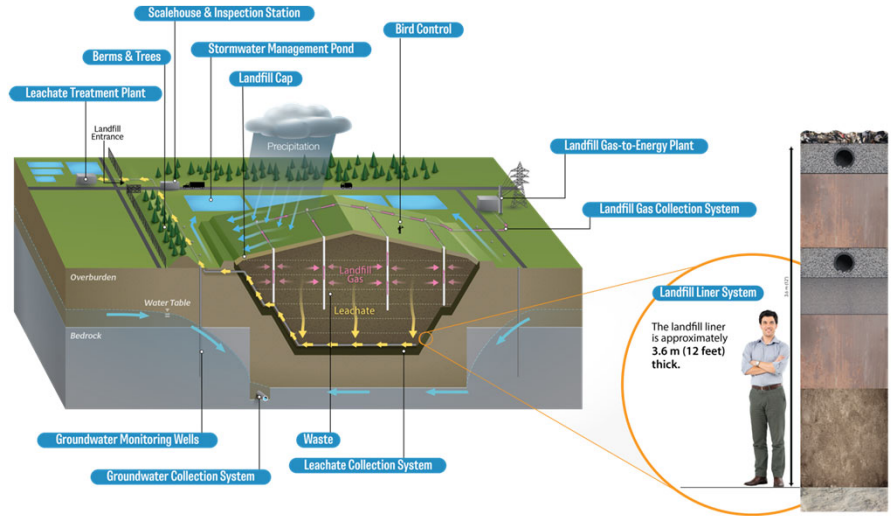 Scalehouse & Inspection Station
Bird Control
Berms & Trees
Stormwater Management Pond
Landfill Cap
Leachate Treatment Plant
Landfill
Entrance
Precipitation
Landfill Gas-to-Energy Plant
Landfill Gas Collection System
Overburden
Landfill
Gas
Water Table
Leachate
Bedrock
Landfill Liner System
The landfill liner
is approximately
3.6 m (12 feet)
thick.
Groundwater Monitoring Wells
Waste
Leachate Collection System
Groundwater Collection System